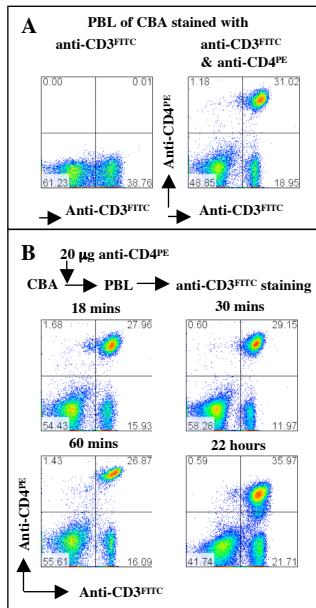 A
PBL of CBA stained with
anti-CD3FITC
anti-CD3FITC
& anti-CD4PE
0.00 0.01
61.23 38.76
Anti-CD4PE
1.18 31.02
48.85 18.95
Anti-CD3FITC
Anti-CD3FITC
B
20 µg anti-CD4PE
CBA PBL anti-CD3FITC staining
18 mins 30 mins
1.68 27.96
54.43 15.93
0.60 29.15
58.28 11.97
60 mins 22 hours
1.43 26.87
55.61 16.09
0.59 35.97
41.74 21.71
Anti-CD4PE
Anti-CD3FITC